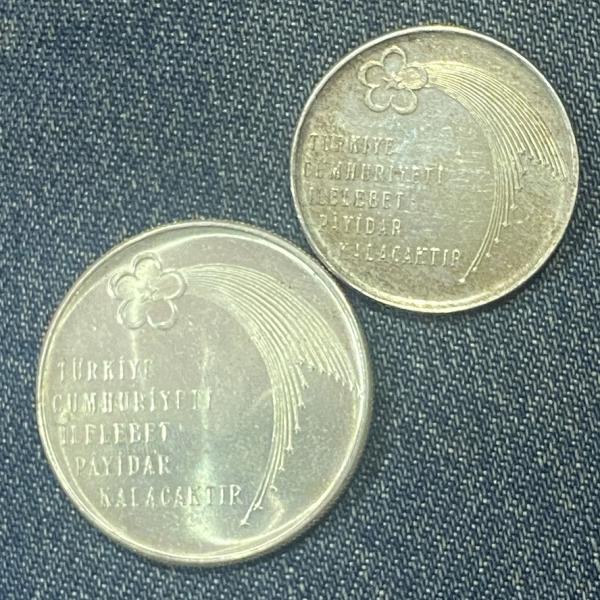 TÜRKİYE
CUMHURİYETİ
İLELEBET
PAYİDAR
KALACAKTIR
TÜRKİYE
CUMHURİYETİ
İLELEBET
PAYİDAR
KALACAKTIR